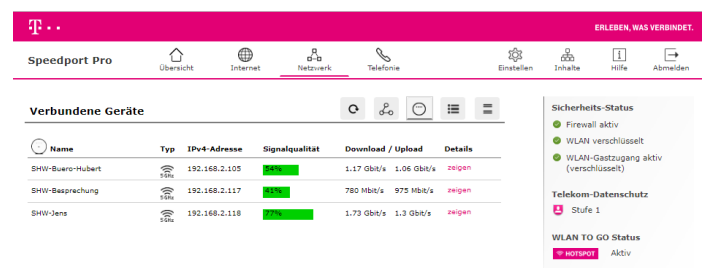 T··
ERLEBEN, WAS VERBINDET.
Speedport Pro
Übersicht
Internet
Netzwerk
Telefonie
Einstellen
Inhalte
Hilfe
Abmelden
Verbundene Geräte
Name Typ IPv4-Adresse Signalqualität Download / Upload Details
SHW-Buero-Hubert 5GHz 192.168.2.105 54% 1.17 Gbit/s 1.06 Gbit/s zeigen
SHW-Besprechung 5GHz 192.168.2.117 41% 780 Mbit/s 975 Mbit/s zeigen
SHW-Jens 5GHz 192.168.2.118 77% 1.73 Gbit/s 1.3 Gbit/s zeigen
Sicherheits-Status
Firewall aktiv
WLAN verschlüsselt
WLAN-Gastzugang aktiv
(verschlüsselt)
Telekom-Datenschutz
Stufe 1
WLAN TO GO Status
HOTSPOT Aktiv